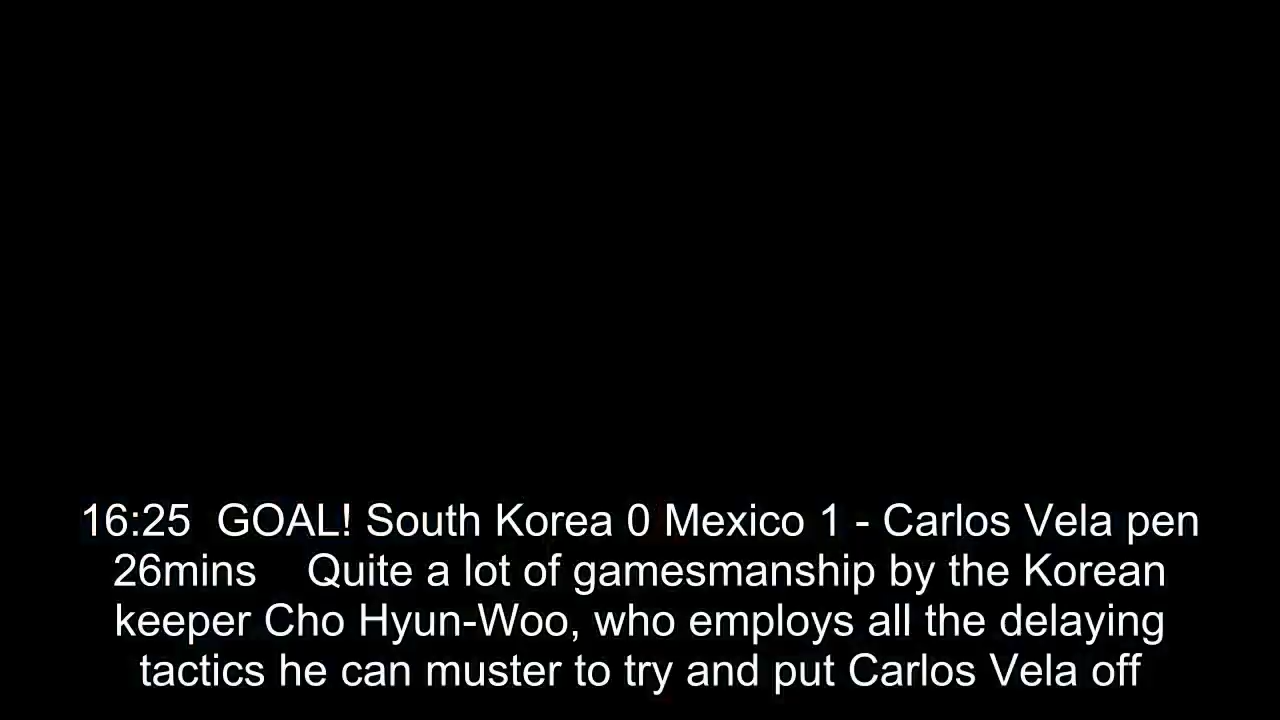 16:25  GOAL! South Korea 0 Mexico 1 - Carlos Vela pen
26mins    Quite a lot of gamesmanship by the Korean
keeper Cho Hyun-Woo, who employs all the delaying
tactics he can muster to try and put Carlos Vela off